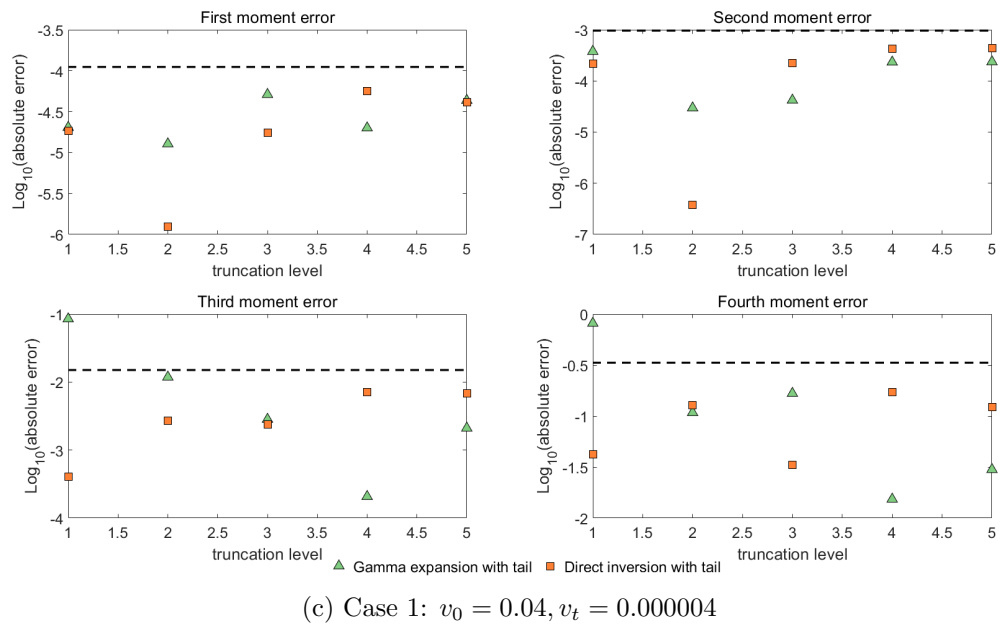 First moment error
-3.5
-4
-4.5
-5
-5.5
-6
Log10(absolute error)
1 1.5 2 2.5 3 3.5 4 4.5 5
truncation level
Second moment error
-3
-4
-5
-6
-7
Log10(absolute error)
1 1.5 2 2.5 3 3.5 4 4.5 5
truncation level
Third moment error
-1
-2
-3
-4
Log10(absolute error)
1 1.5 2 2.5 3 3.5 4 4.5 5
truncation level
Fourth moment error
0
-0.5
-1
-1.5
-2
Log10(absolute error)
1 1.5 2 2.5 3 3.5 4 4.5 5
truncation level
Gamma expansion with tail Direct inversion with tail
(c) Case 1: v0 = 0.04, vt = 0.000004